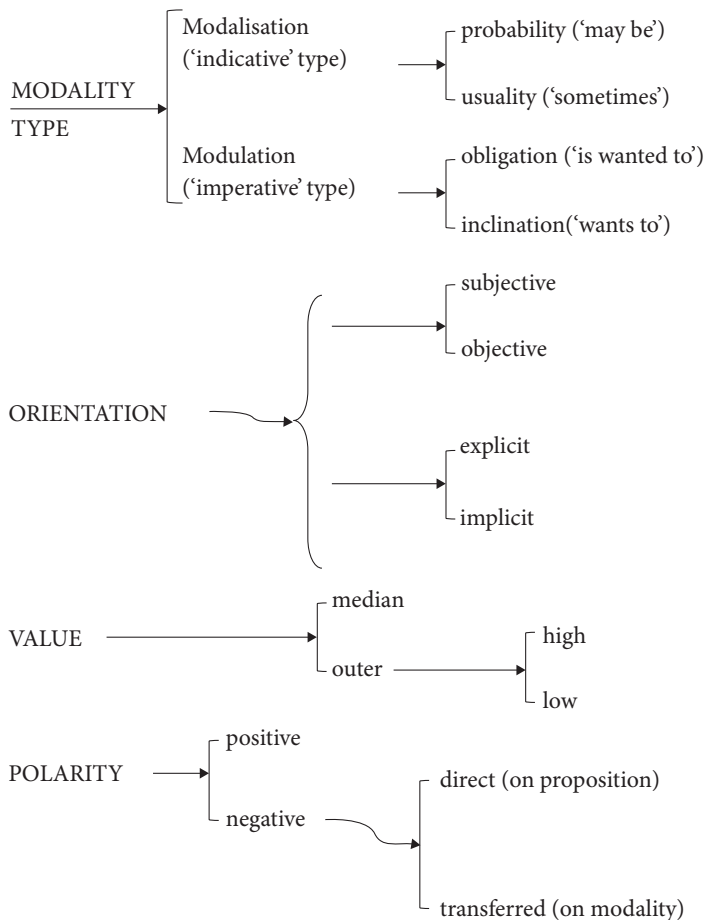 Modalisation
(‘indicative’ type)
probability (‘may be’)
usuality (‘sometimes’)
MODALITY
TYPE
Modulation
(‘imperative’ type)
obligation (‘is wanted to’)
inclination(‘wants to’)
ORIENTATION
subjective
objective
explicit
implicit
VALUE
median
outer
high
low
POLARITY
positive
negative
direct (on proposition)
transferred (on modality)